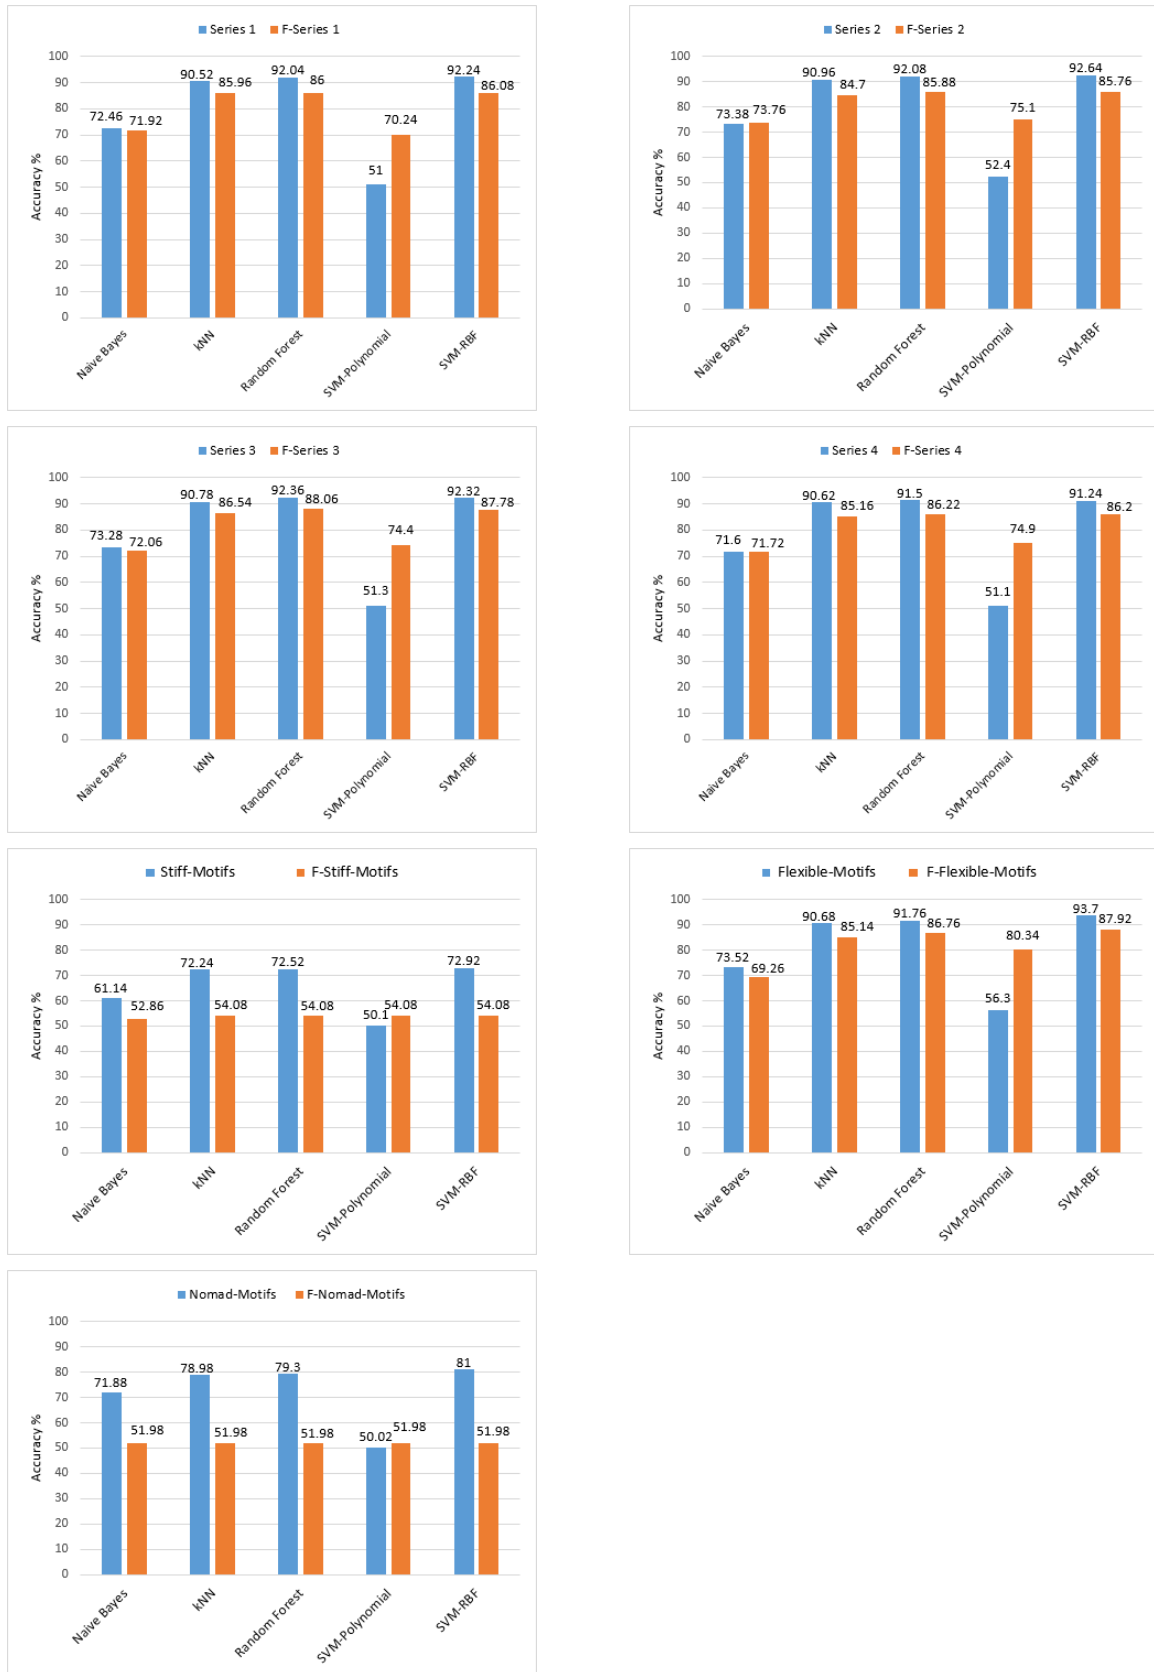 Series 1 F-Series 1
Accuracy %
100
90
80
70
60
50
40
30
20
10
0
72.46 71.92 90.52 85.96 92.04 86 51 70.24 92.24 86.08
Naive Bayes kNN Random Forest SVM-Polynomial SVM-RBF
Series 2 F-Series 2
Accuracy %
100
90
80
70
60
50
40
30
20
10
0
73.38 73.76 90.96 84.7 92.08 85.88 52.4 75.1 92.64 85.76
Naive Bayes kNN Random Forest SVM-Polynomial SVM-RBF
Series 3 F-Series 3
Accuracy %
100
90
80
70
60
50
40
30
20
10
0
73.28 72.06 90.78 86.54 92.36 88.06 51.3 74.4 92.32 87.78
Naive Bayes kNN Random Forest SVM-Polynomial SVM-RBF
Series 4 F-Series 4
Accuracy %
100
90
80
70
60
50
40
30
20
10
0
71.6 71.72 90.62 85.16 91.5 86.22 51.1 74.9 91.24 86.2
Naive Bayes kNN Random Forest SVM-Polynomial SVM-RBF
Stiff-Motifs F-Stiff-Motifs
Accuracy %
100
90
80
70
60
50
40
30
20
10
0
61.14 52.86 72.24 54.08 72.52 54.08 50.1 54.08 72.92 54.08
Naive Bayes kNN Random Forest SVM-Polynomial SVM-RBF
Flexible-Motifs F-Flexible-Motifs
Accuracy %
100
90
80
70
60
50
40
30
20
10
0
73.52 69.26 90.68 85.14 91.76 86.76 56.3 80.34 93.7 87.92
Naive Bayes kNN Random Forest SVM-Polynomial SVM-RBF
Nomad-Motifs F-Nomad-Motifs
Accuracy %
100
90
80
70
60
50
40
30
20
10
0
71.88 51.98 78.98 51.98 79.3 51.98 50.02 51.98 81 51.98
Naive Bayes kNN Random Forest SVM-Polynomial SVM-RBF